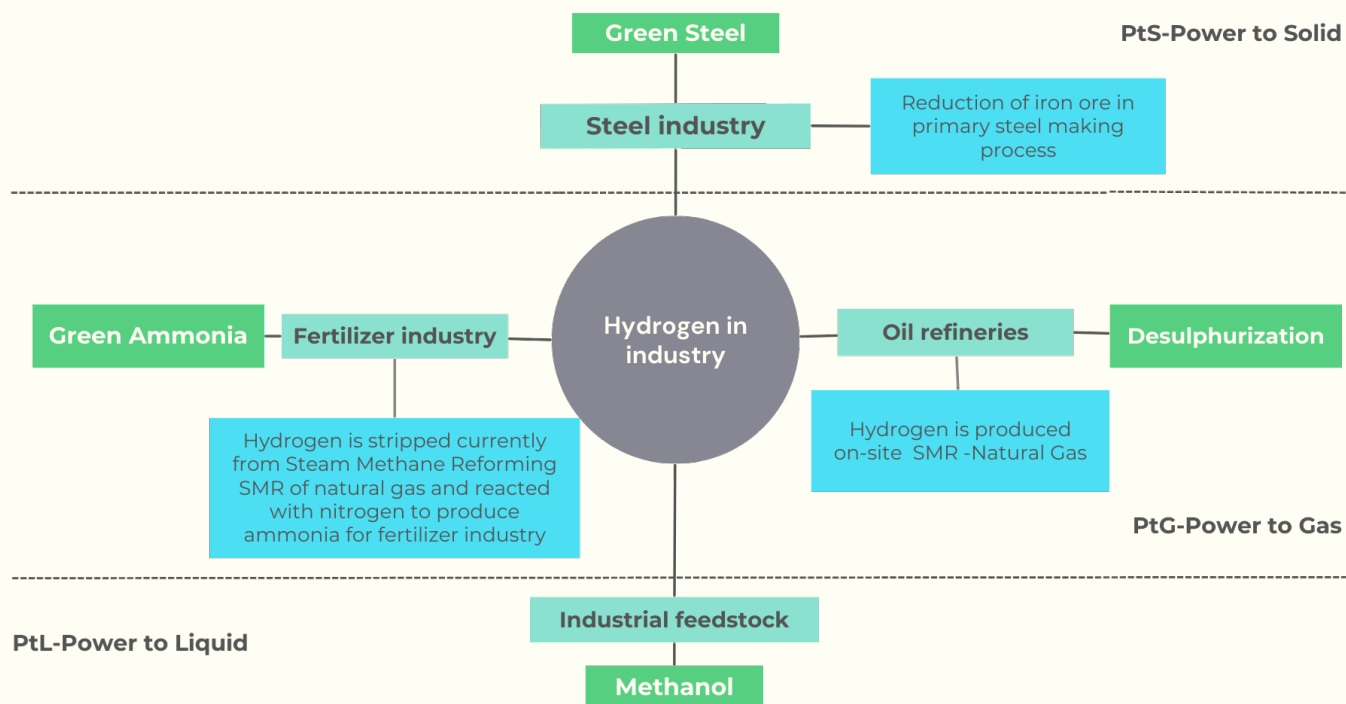 Green Steel
PtS-Power to Solid
Steel industry
Reduction of iron ore in
primary steel making
process
Green Ammonia
Fertilizer industry
Hydrogen in
industry
Oil refineries
Desulphurization
Hydrogen is stripped currently
from Steam Methane Reforming
SMR of natural gas and reacted
with nitrogen to produce
ammonia for fertilizer industry
Hydrogen is produced
on-site SMR -Natural Gas
PtG-Power to Gas
Industrial feedstock
PtL-Power to Liquid
Methanol